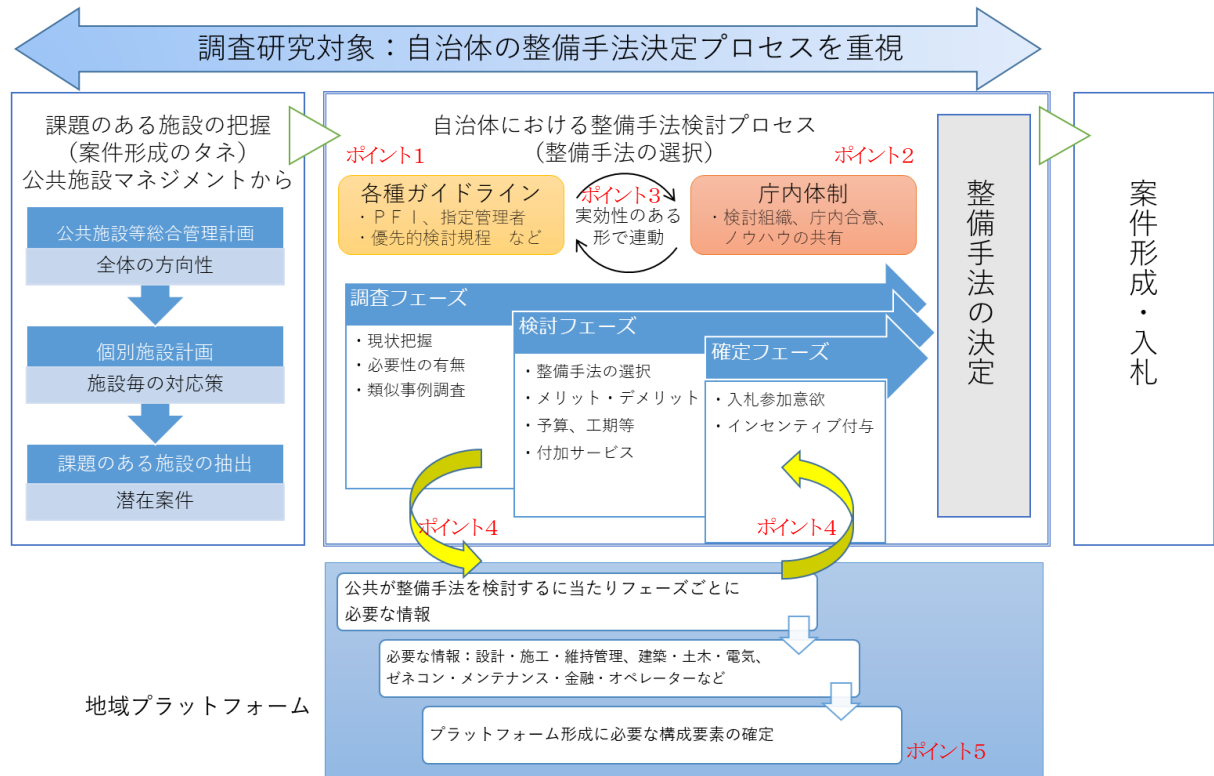 調査研究対象：自治体の整備手法決定プロセスを重視
課題のある施設の把握
（案件形成のタネ）
公共施設マネジメントから
公共施設等総合管理計画
全体の方向性
個別施設計画
施設毎の対応策
課題のある施設の抽出
潜在案件
自治体における整備手法検討プロセス
（整備手法の選択）
ポイント1
ポイント2
各種ガイドライン
・ＰＦＩ、指定管理者
・優先的検討規程　など
ポイント3
実効性のある
形で連動
庁内体制
・検討組織、庁内合意、
ノウハウの共有
調査フェーズ
・現状把握
・必要性の有無
・類似事例調査
検討フェーズ
・整備手法の選択
・メリット・デメリット
・予算、工期等
・付加サービス
確定フェーズ
・入札参加意欲
・インセンティブ付与
ポイント4
ポイント4
整備手法の決定
案件形成・入札
地域プラットフォーム
公共が整備手法を検討するに当たりフェーズごとに
必要な情報
必要な情報：設計・施工・維持管理、建築・土木・電気、
ゼネコン・メンテナンス・金融・オペレーターなど
プラットフォーム形成に必要な構成要素の確定
ポイント5